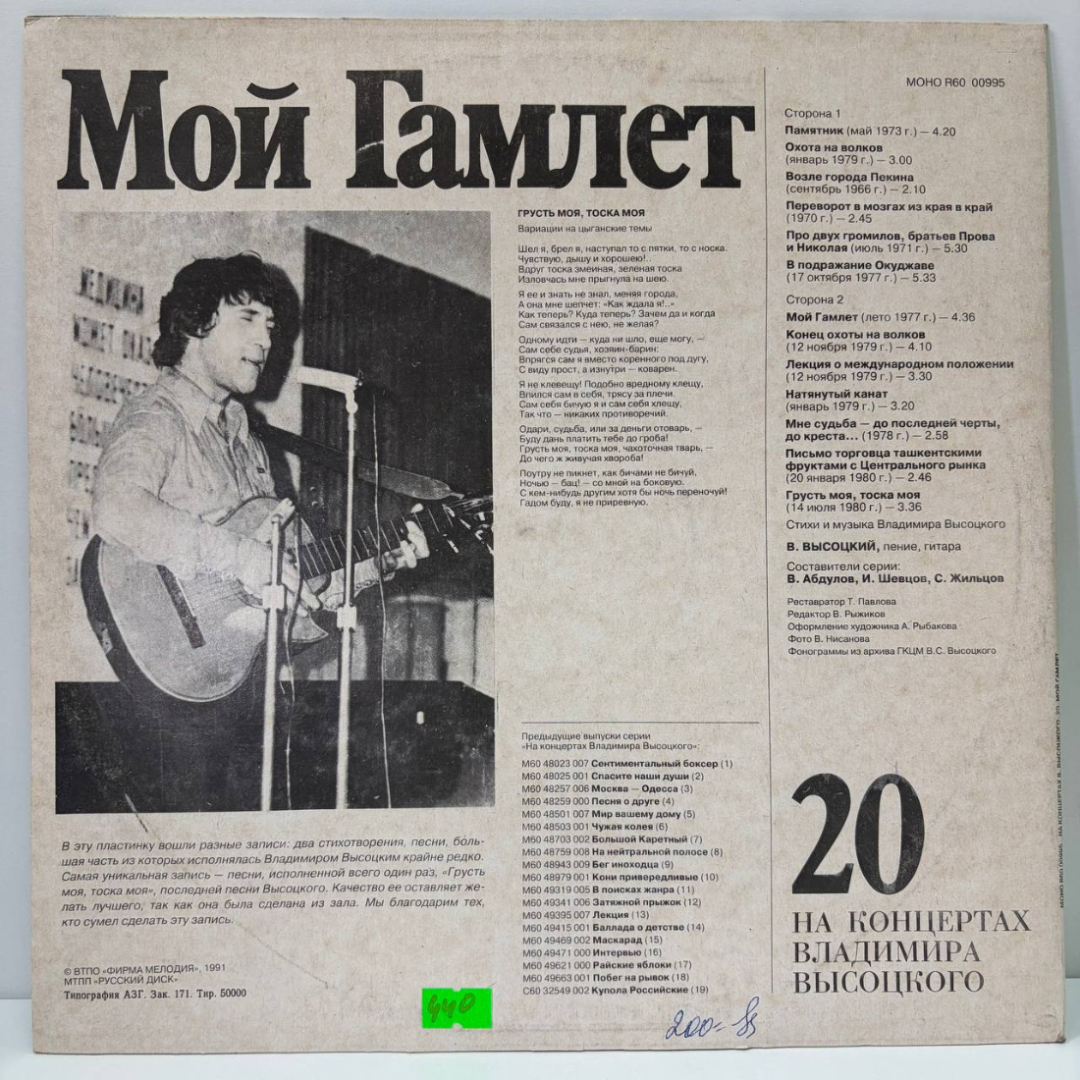 Мой Гамлет
МОНО R60 00995
Сторона 1
Памятник (май 1973 г.) — 4.20
Охота на волков
(январь 1979 г.) — 3.00
Возле города Пекина
(сентябрь 1966 г.) — 2.10
Переворот в мозгах из края в край
(1970 г.) — 2.45
Про двух громилов, братьев Прова
и Николая (июль 1971 г.) — 5.30
В подражание Окуджаве
(17 октября 1977 г.) — 5.33
Сторона 2
Мой Гамлет (лето 1977 г.) — 4.36
Конец охоты на волков
(12 ноября 1979 г.) — 4.10
Лекция о международном положении
(12 ноября 1979 г.) — 3.30
Натянутый канат
(январь 1979 г.) — 3.20
Мне судьба — до последней черты,
до креста... (1978 г.) — 2.58
Письмо торговца ташкентскими
фруктами с Центрального рынка
(20 января 1980 г.) — 2.46
Грусть моя, тоска моя
(14 июля 1980 г.) — 3.36
Стихи и музыка Владимира Высоцкого
В. ВЫСОЦКИЙ, пение, гитара
Составители серии:
В. Абдулов, И. Шевцов, С. Жильцов
Реставратор Т. Павлова
Редактор В. Рыжиков
Оформление художника А. Рыбакова
Фото В. Нисанова
Фонограммы из архива ГКЦМ В.С. Высоцкого
ГРУСТЬ МОЯ, ТОСКА МОЯ
Вариации на цыганские темы
Шел я, брел я, наступал то с пятки, то с носка.
Чувствую, дышу и хорошею!..
Вдруг тоска змеиная, зеленая тоска
Изловчась мне прыгнула на шею.
Я ее и знать не знал, меняя города,
А она мне шепчет: «Как ждала я!..»
Как теперь? Куда теперь? Зачем да и когда
Сам связался с нею, не желая?
Одному идти — куда ни шло, еще могу, —
Сам себе судья, хозяин-барин.
Впрягся сам я вместо коренного под дугу,
С виду прост, а изнутри — коварен.
Я не клевещу! Подобно вредному клещу,
Впился сам в себя, трясу за плечи.
Сам себя бичую я и сам себя хлещу,
Так что — никаких противоречий.
Одари, судьба, или за деньги отоварь, —
Буду дань платить тебе до гроба!
Грусть моя, тоска моя, чахоточная тварь, —
До чего ж живучая хвороба!
Поутру не пикнет, как бичами не бичуй,
Ночью — бац! — со мной на боковую.
С кем-нибудь другим хотя бы ночь переночуй!
Гадом буду, я не приревную.
МЕДИЦИНА
МОЖЕТ
В эту пластинку вошли разные записи: два стихотворения, песни, боль-
шая часть из которых исполнялась Владимиром Высоцким крайне редко.
Самая уникальная запись — песни, исполненной всего один раз, «Грусть
моя, тоска моя», последней песни Высоцкого. Качество ее оставляет же-
лать лучшего, так как она была сделана из зала. Мы благодарим тех,
кто сумел сделать эту запись.
© ВТПО «ФИРМА МЕЛОДИЯ», 1991
МТПП «РУССКИЙ ДИСК»
Типография АЗГ. Зак. 171. Тир. 50000
Предыдущие выпуски серии
«На концертах Владимира Высоцкого»:
М60 48023 007 Сентиментальный боксер (1)
М60 48025 001 Спасите наши души (2)
М60 48257 006 Москва — Одесса (3)
М60 48259 000 Песня о друге (4)
М60 48501 007 Мир вашему дому (5)
М60 48503 001 Чужая колея (6)
М60 48703 002 Большой Каретный (7)
М60 48759 008 На нейтральной полосе (8)
М60 48943 009 Бег иноходца (9)
М60 48979 001 Кони привередливые (10)
М60 49319 005 В поисках жанра (11)
М60 49341 006 Затяжной прыжок (12)
М60 49395 007 Лекция (13)
М60 49415 001 Баллада о детстве (14)
М60 49469 002 Маскарад (15)
М60 49471 000 Интервью (16)
М60 49621 000 Райские яблоки (17)
М60 49663 001 Побег на рывок (18)
С60 32549 002 Купола Российские (19)
20
НА КОНЦЕРТАХ
ВЛАДИМИРА
ВЫСОЦКОГО
440
200=